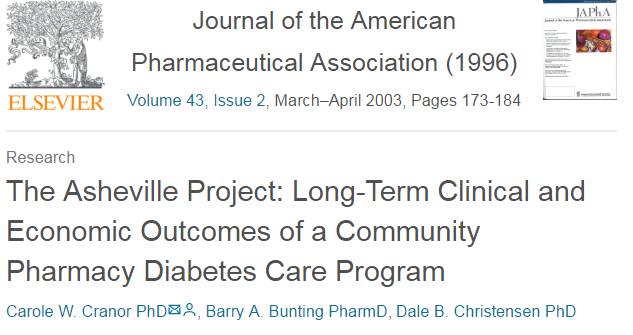 Journal of the American
Pharmaceutical Association (1996)
ELSEVIER
Volume 43, Issue 2, March–April 2003, Pages 173-184
JAPhA
Research
The Asheville Project: Long-Term Clinical and
Economic Outcomes of a Community
Pharmacy Diabetes Care Program
Carole W. Cranor PhD, Barry A. Bunting PharmD, Dale B. Christensen PhD